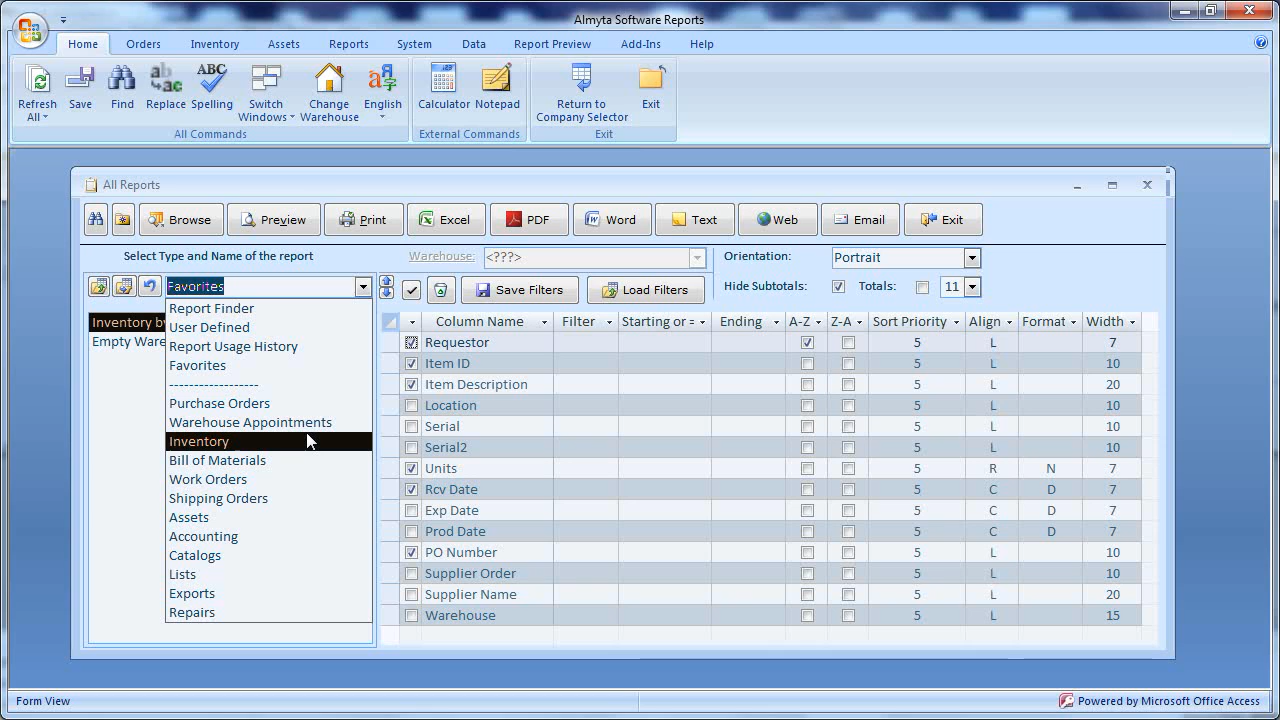 Almyta Software Reports
Home Orders Inventory Assets Reports System Data Report Preview Add-Ins Help
ABC
ab
ac
aЯ
字
Refresh All Save Find Replace Spelling Switch Windows Change Warehouse English Calculator Notepad Return to Company Selector Exit
All Commands External Commands Exit
All Reports
Browse Preview Print Excel PDF Word Text Web Email Exit
Select Type and Name of the report Warehouse: <???> Orientation: Portrait
Favorites Save Filters Load Filters Hide Subtotals: Totals: 11
Inventory by
Empty Ware
Report Finder
User Defined
Report Usage History
Favorites
------------------
Purchase Orders
Warehouse Appointments
Inventory
Bill of Materials
Work Orders
Shipping Orders
Assets
Accounting
Catalogs
Lists
Exports
Repairs
Column Name Filter Starting or = Ending A-Z Z-A Sort Priority Align Format Width
Requestor 5 L 7
Item ID 5 L 10
Item Description 5 L 20
Location 5 L 10
Serial 5 L 10
Serial2 5 L 10
Units 5 R N 7
Rcv Date 5 C D 7
Exp Date 5 C D 7
Prod Date 5 C D 7
PO Number 5 L 10
Supplier Order 5 L 10
Supplier Name 5 L 20
Warehouse 5 L 15
Form View Powered by Microsoft Office Access